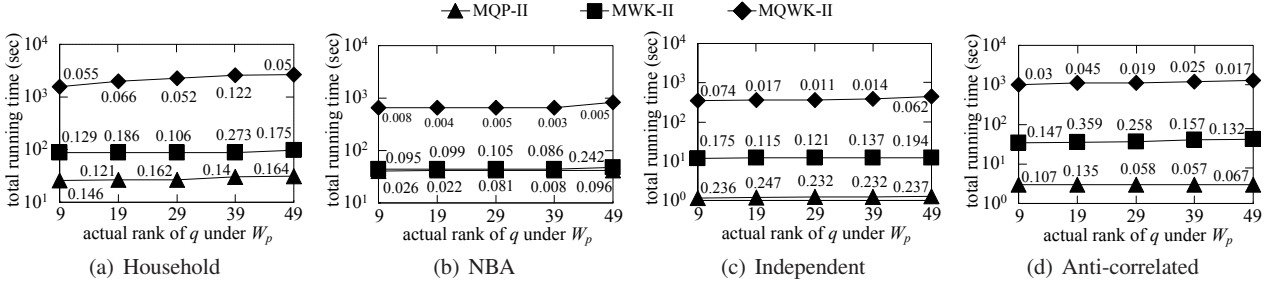 MQP-II MWK-II MQWK-II
total running time (sec)
10^4
10^3
10^2
10^1
0.055 0.066 0.052 0.122 0.05
0.129 0.186 0.106 0.273 0.175
0.146 0.121 0.162 0.14 0.164
9 19 29 39 49
actual rank of q under W_p
(a) Household
total running time (sec)
10^4
10^3
10^2
10^1
0.008 0.004 0.005 0.003 0.005
0.095 0.099 0.105 0.086 0.242
0.026 0.022 0.081 0.008 0.096
9 19 29 39 49
actual rank of q under W_p
(b) NBA
total running time (sec)
10^4
10^3
10^2
10^1
10^0
0.074 0.017 0.011 0.014 0.062
0.175 0.115 0.121 0.137 0.194
0.236 0.247 0.232 0.232 0.237
9 19 29 39 49
actual rank of q under W_p
(c) Independent
total running time (sec)
10^4
10^3
10^2
10^1
10^0
0.03 0.045 0.019 0.025 0.017
0.147 0.359 0.258 0.157 0.132
0.107 0.135 0.058 0.057 0.067
9 19 29 39 49
actual rank of q under W_p
(d) Anti-correlated